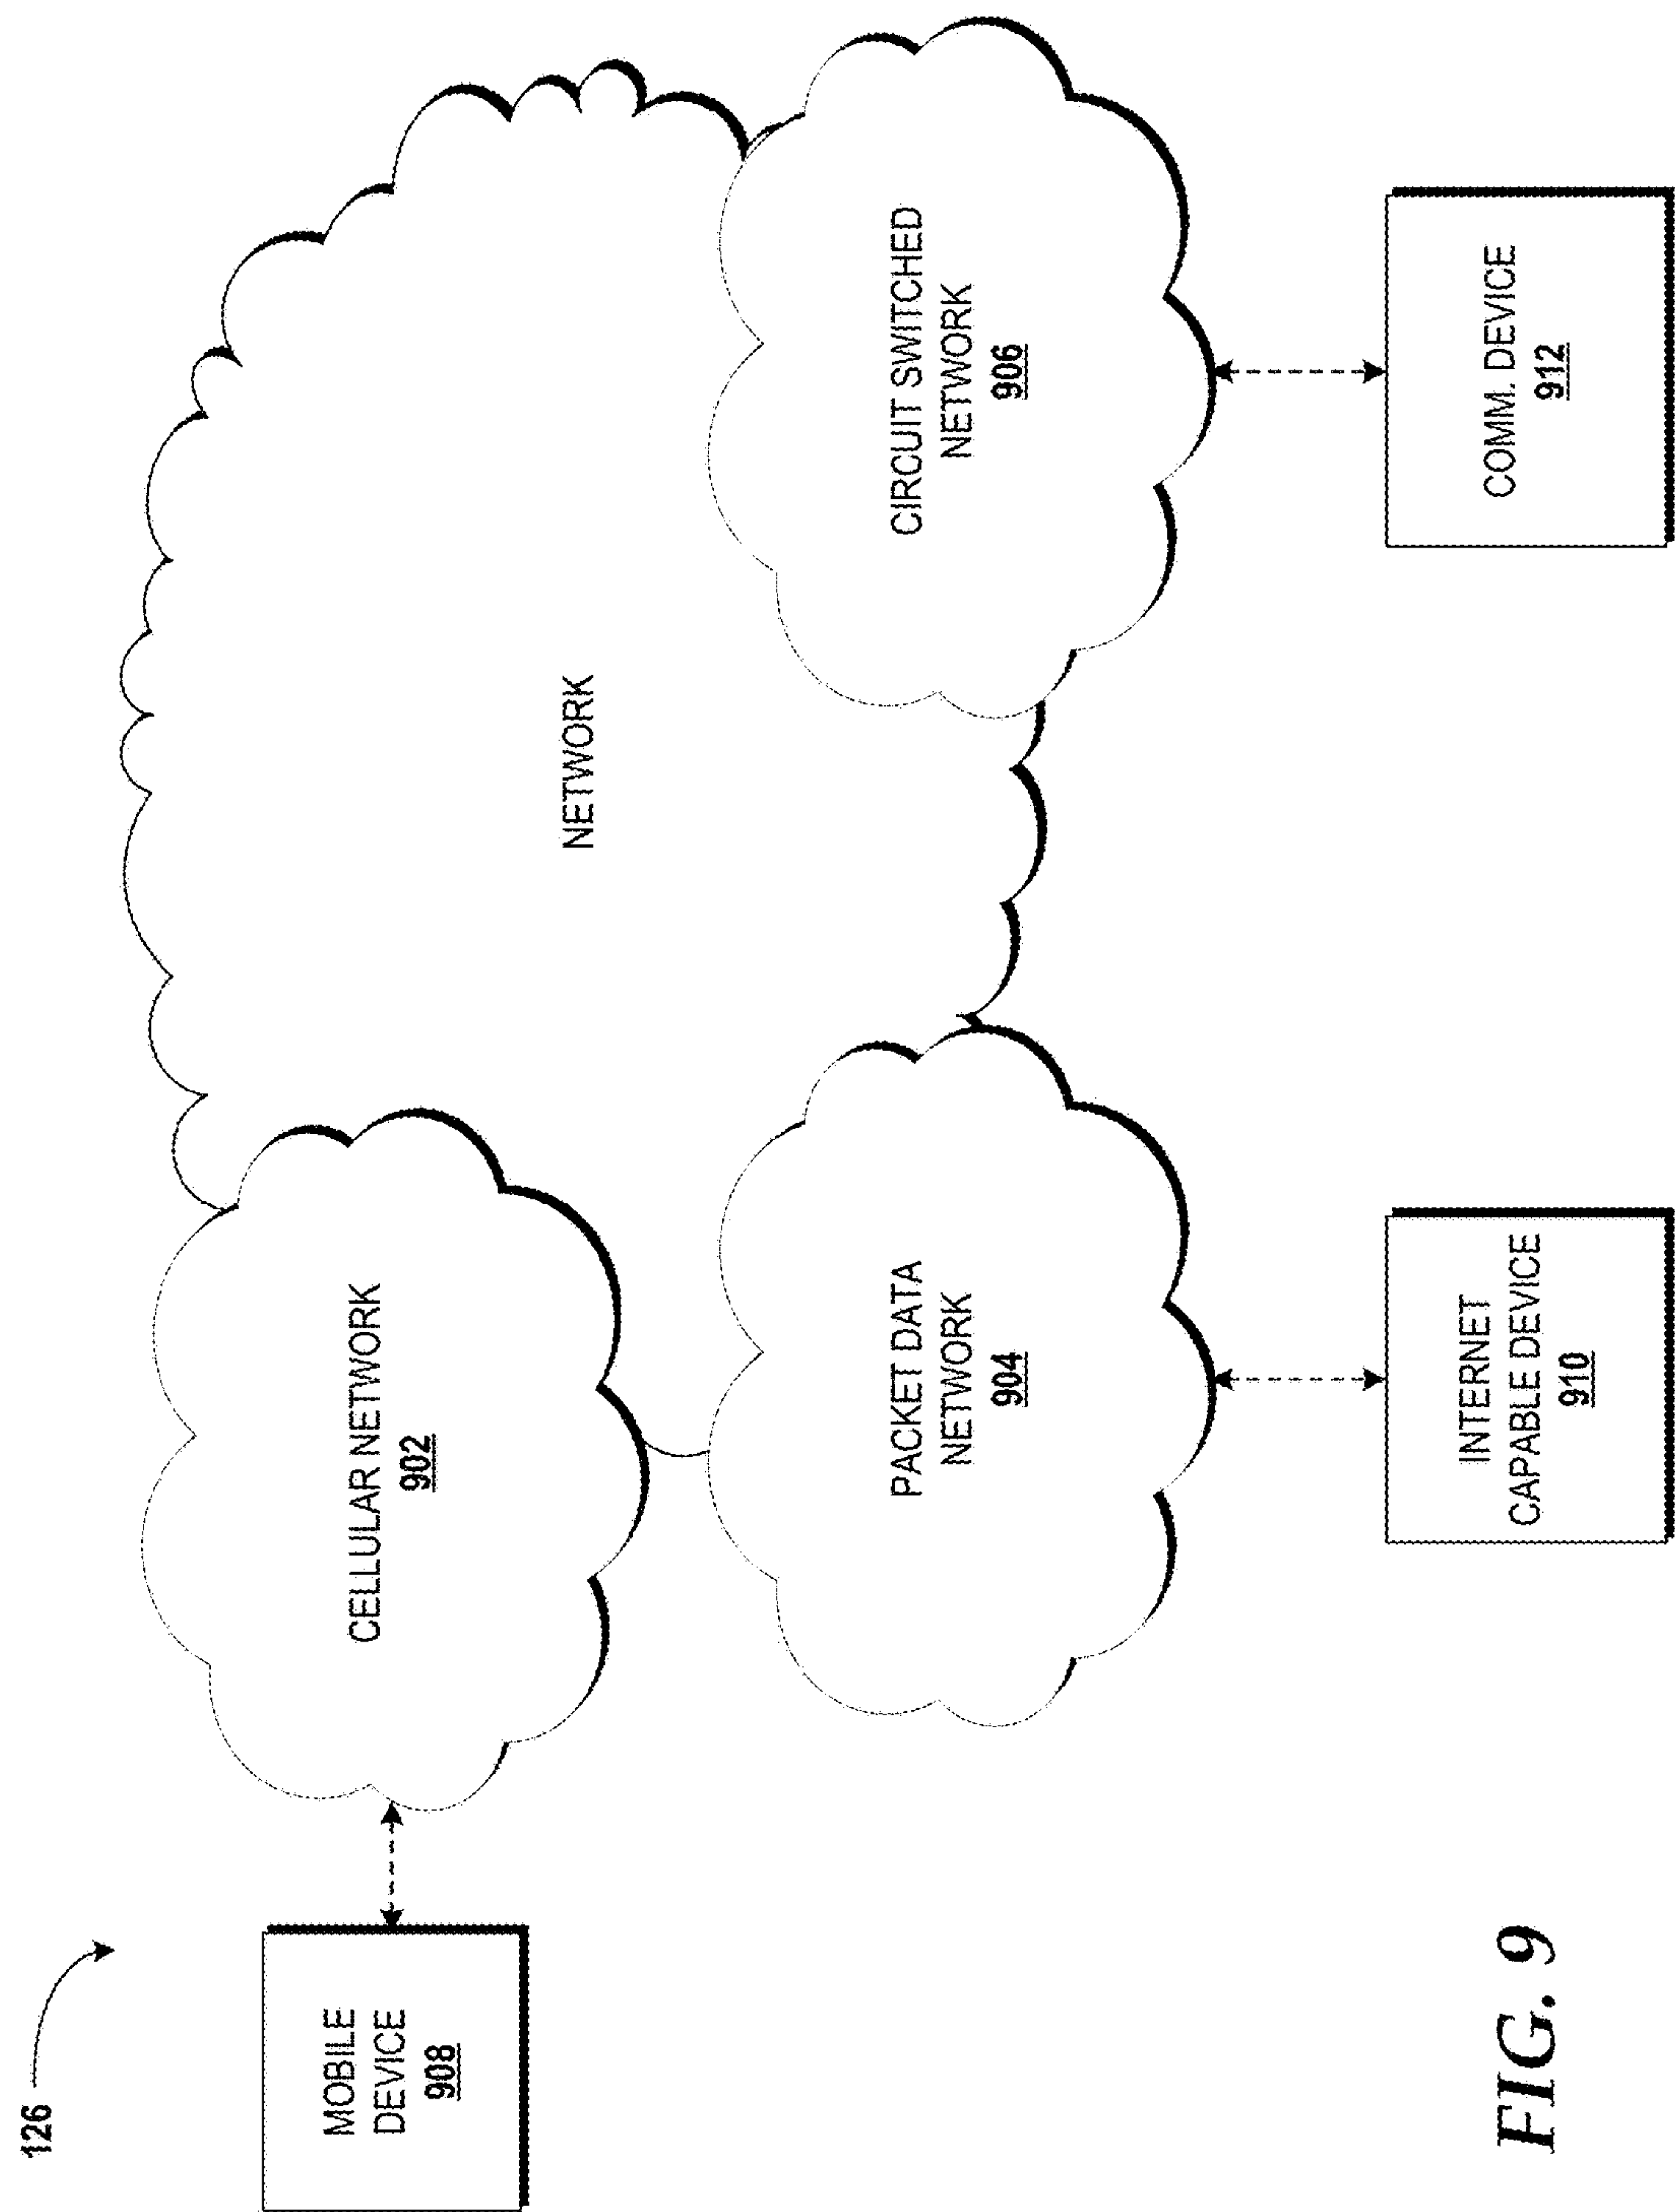 126
MOBILE
DEVICE
908
CELLULAR NETWORK
902
NETWORK
PACKET DATA
NETWORK
904
CIRCUIT SWITCHED
NETWORK
906
INTERNET
CAPABLE DEVICE
910
COMM. DEVICE
912
FIG. 9